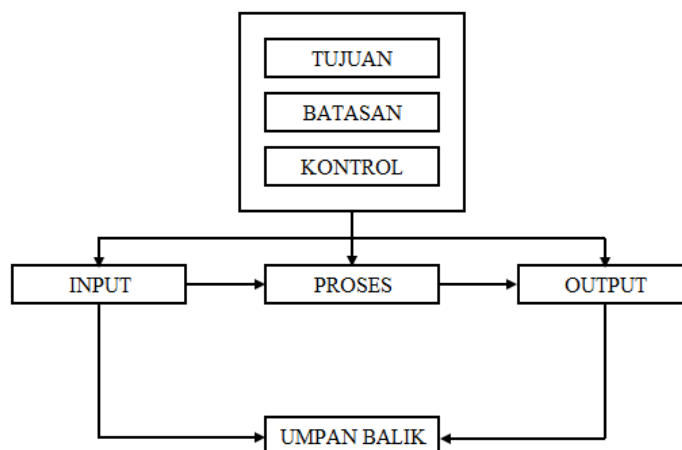 TUJUAN
BATASAN
KONTROL
INPUT
PROSES
OUTPUT
UMPAN BALIK